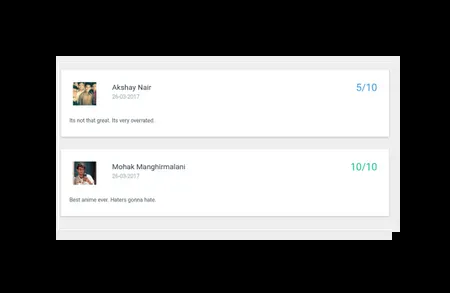 Akshay Nair
5/10
26-03-2017
Its not that great. Its very overrated.
Mohak Manghirmalani
10/10
26-03-2017
Best anime ever. Haters gonna hate.